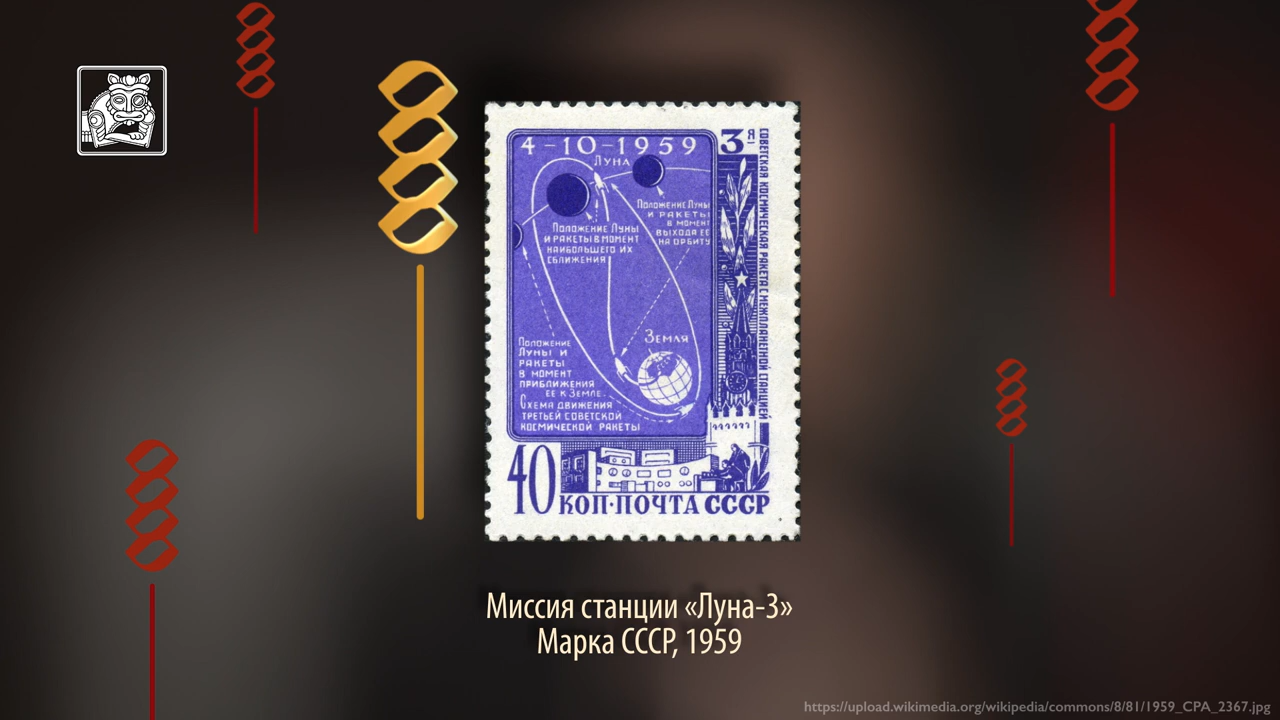 4-10-1959
ЛУНА
ПОЛОЖЕНИЕ ЛУНЫ
И РАКЕТЫ
В МОМЕНТ
ВЫХОДА ЕЕ
НА ОРБИТУ
ПОЛОЖЕНИЕ ЛУНЫ
И РАКЕТЫ В МОМЕНТ
НАИБОЛЬШЕГО ИХ
СБЛИЖЕНИЯ
ЗЕМЛЯ
ПОЛОЖЕНИЕ
ЛУНЫ И
РАКЕТЫ
В МОМЕНТ
ПРИБЛИЖЕНИЯ
ЕЕ К ЗЕМЛЕ
СХЕМА ДВИЖЕНИЯ
ТРЕТЬЕЙ СОВЕТСКОЙ
КОСМИЧЕСКОЙ РАКЕТЫ
3Я СОВЕТСКАЯ КОСМИЧЕСКАЯ РАКЕТА С МЕЖПЛАНЕТНОЙ СТАНЦИЕЙ
40 КОП·ПОЧТА СССР
Миссия станции «Луна-3»
Марка СССР, 1959
https://upload.wikimedia.org/wikipedia/commons/8/81/1959_CPA_2367.jpg